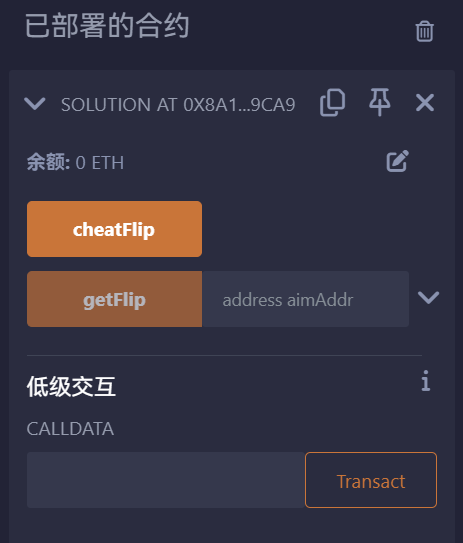 已部署的合约
SOLUTION AT 0X8A1...9CA9
余额: 0 ETH
cheatFlip
getFlip address aimAddr
低级交互
CALLDATA
Transact